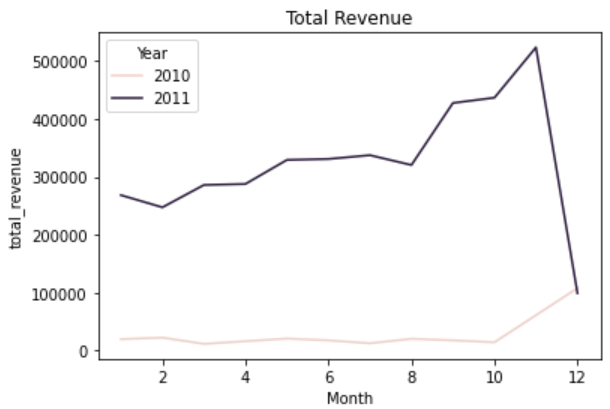 Total Revenue
Year
2010
2011
500000
400000
300000
200000
100000
0
total_revenue
2 4 6 8 10 12
Month